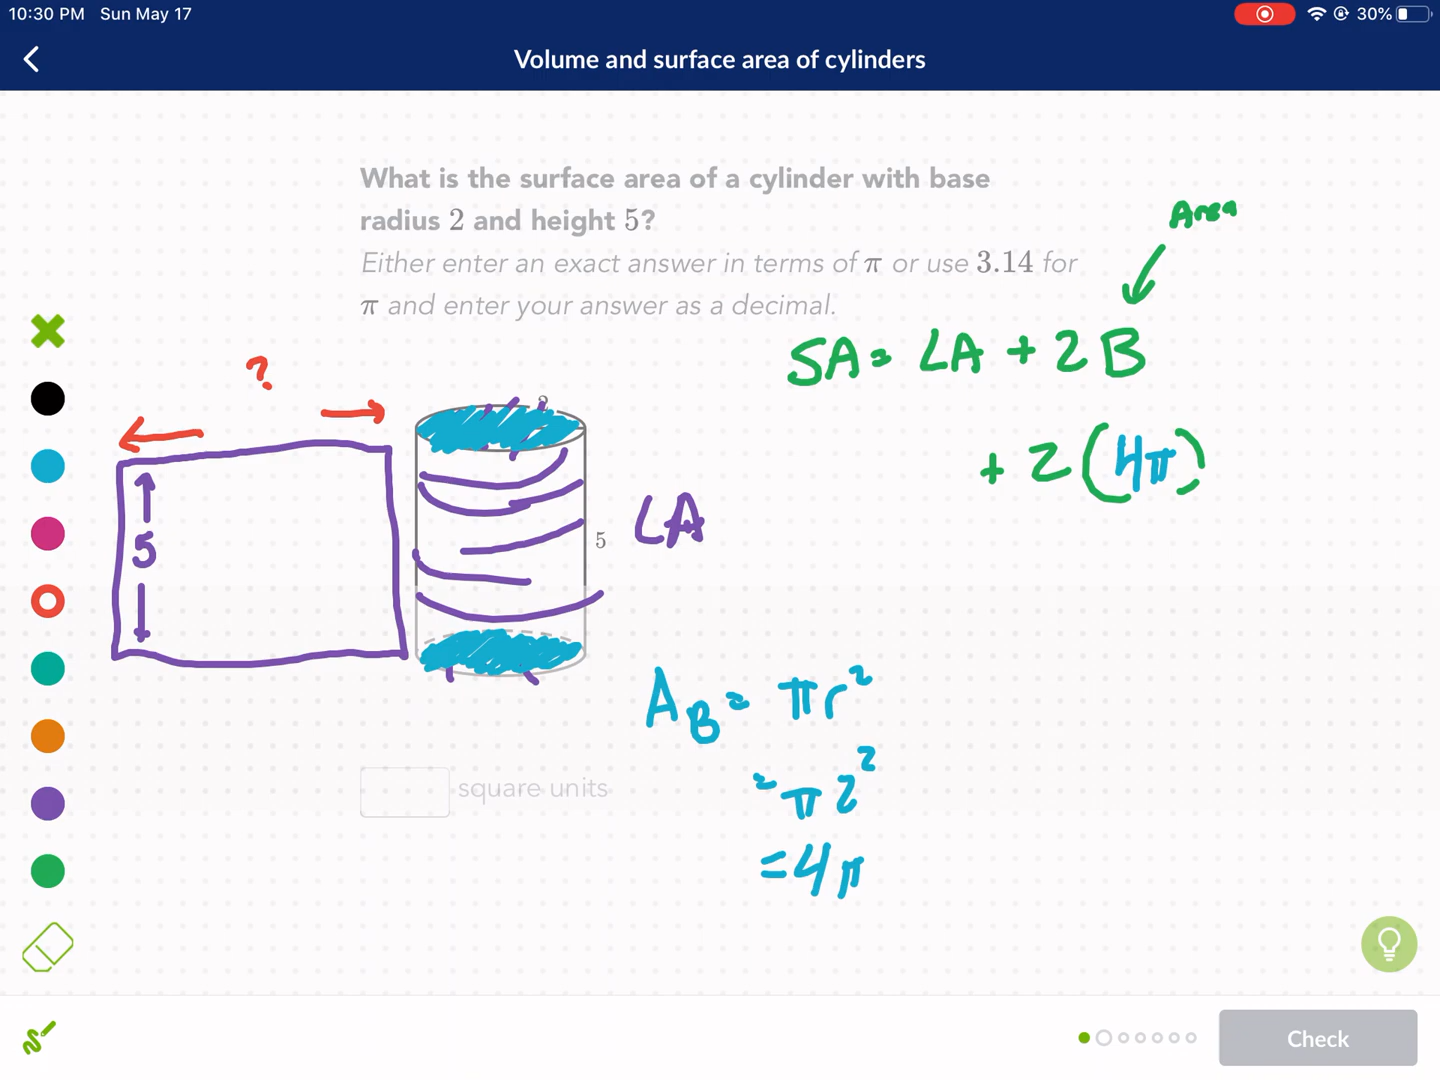 10:30 PM Sun May 17
30%
Volume and surface area of cylinders
What is the surface area of a cylinder with base
radius 2 and height 5?
Either enter an exact answer in terms of π or use 3.14 for
π and enter your answer as a decimal.
Area
SA = LA + 2B
+ 2(4π)
?
2
5
5
LA
A_B = πr²
= π2²
= 4π
square units
Check